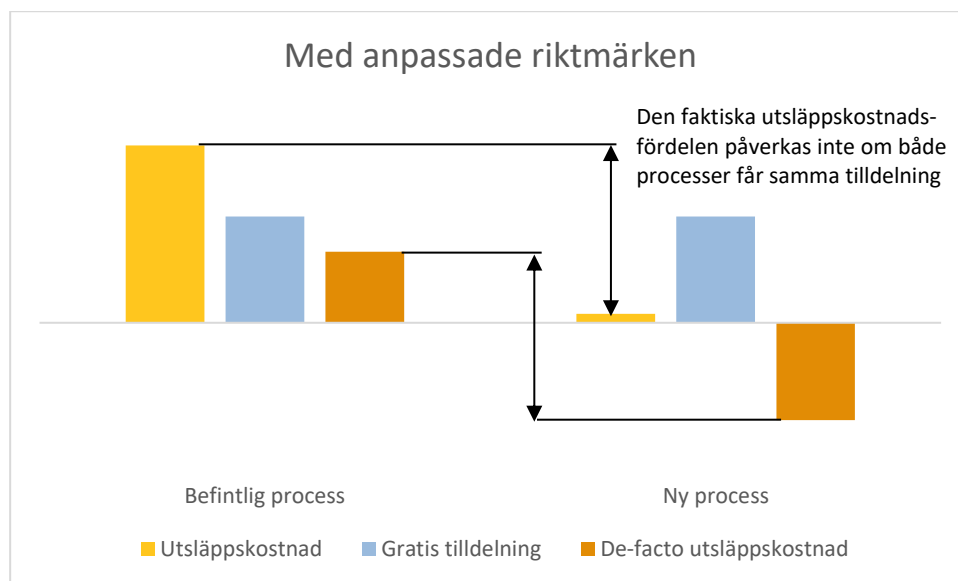 Med anpassade riktmärken
Den faktiska utsläppskostnads-
fördelen påverkas inte om både
processer får samma tilldelning
Befintlig process
Ny process
Utsläppskostnad
Gratis tilldelning
De-facto utsläppskostnad